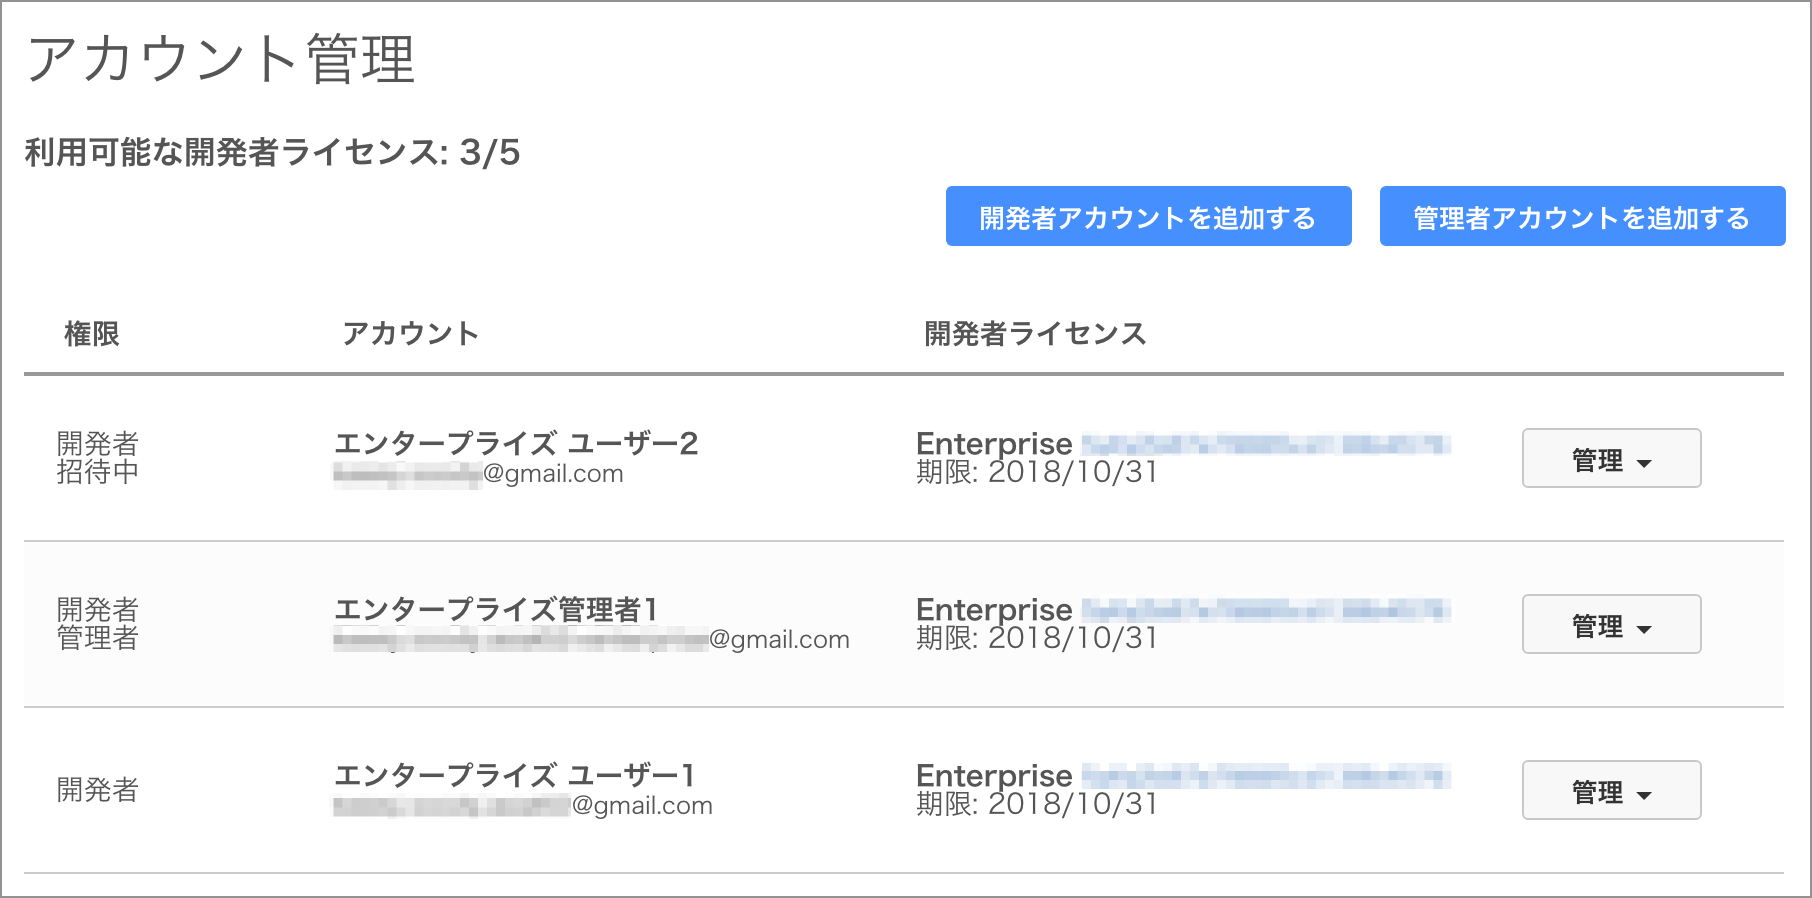 アカウント管理
利用可能な開発者ライセンス: 3/5
開発者アカウントを追加する 管理者アカウントを追加する
権限 アカウント 開発者ライセンス
開発者 エンタープライズ ユーザー2 Enterprise 管理
招待中 @gmail.com 期限: 2018/10/31
開発者 エンタープライズ管理者1 Enterprise 管理
管理者 @gmail.com 期限: 2018/10/31
開発者 エンタープライズ ユーザー1 Enterprise 管理
@gmail.com 期限: 2018/10/31